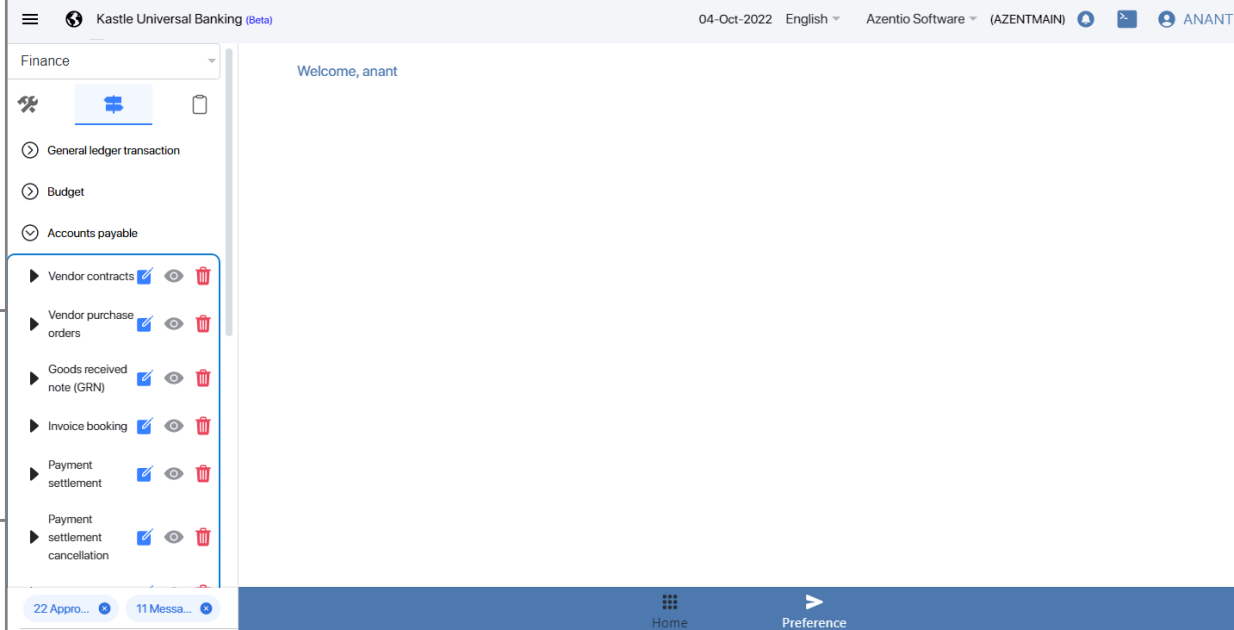 Kastle Universal Banking (Beta)
04-Oct-2022 English Azentio Software (AZENTMAIN) ANANT
Finance
Welcome, anant
General ledger transaction
Budget
Accounts payable
Vendor contracts
Vendor purchase
orders
Goods received
note (GRN)
Invoice booking
Payment
settlement
Payment
settlement
cancellation
22 Appro...
11 Messa...
Home
Preference